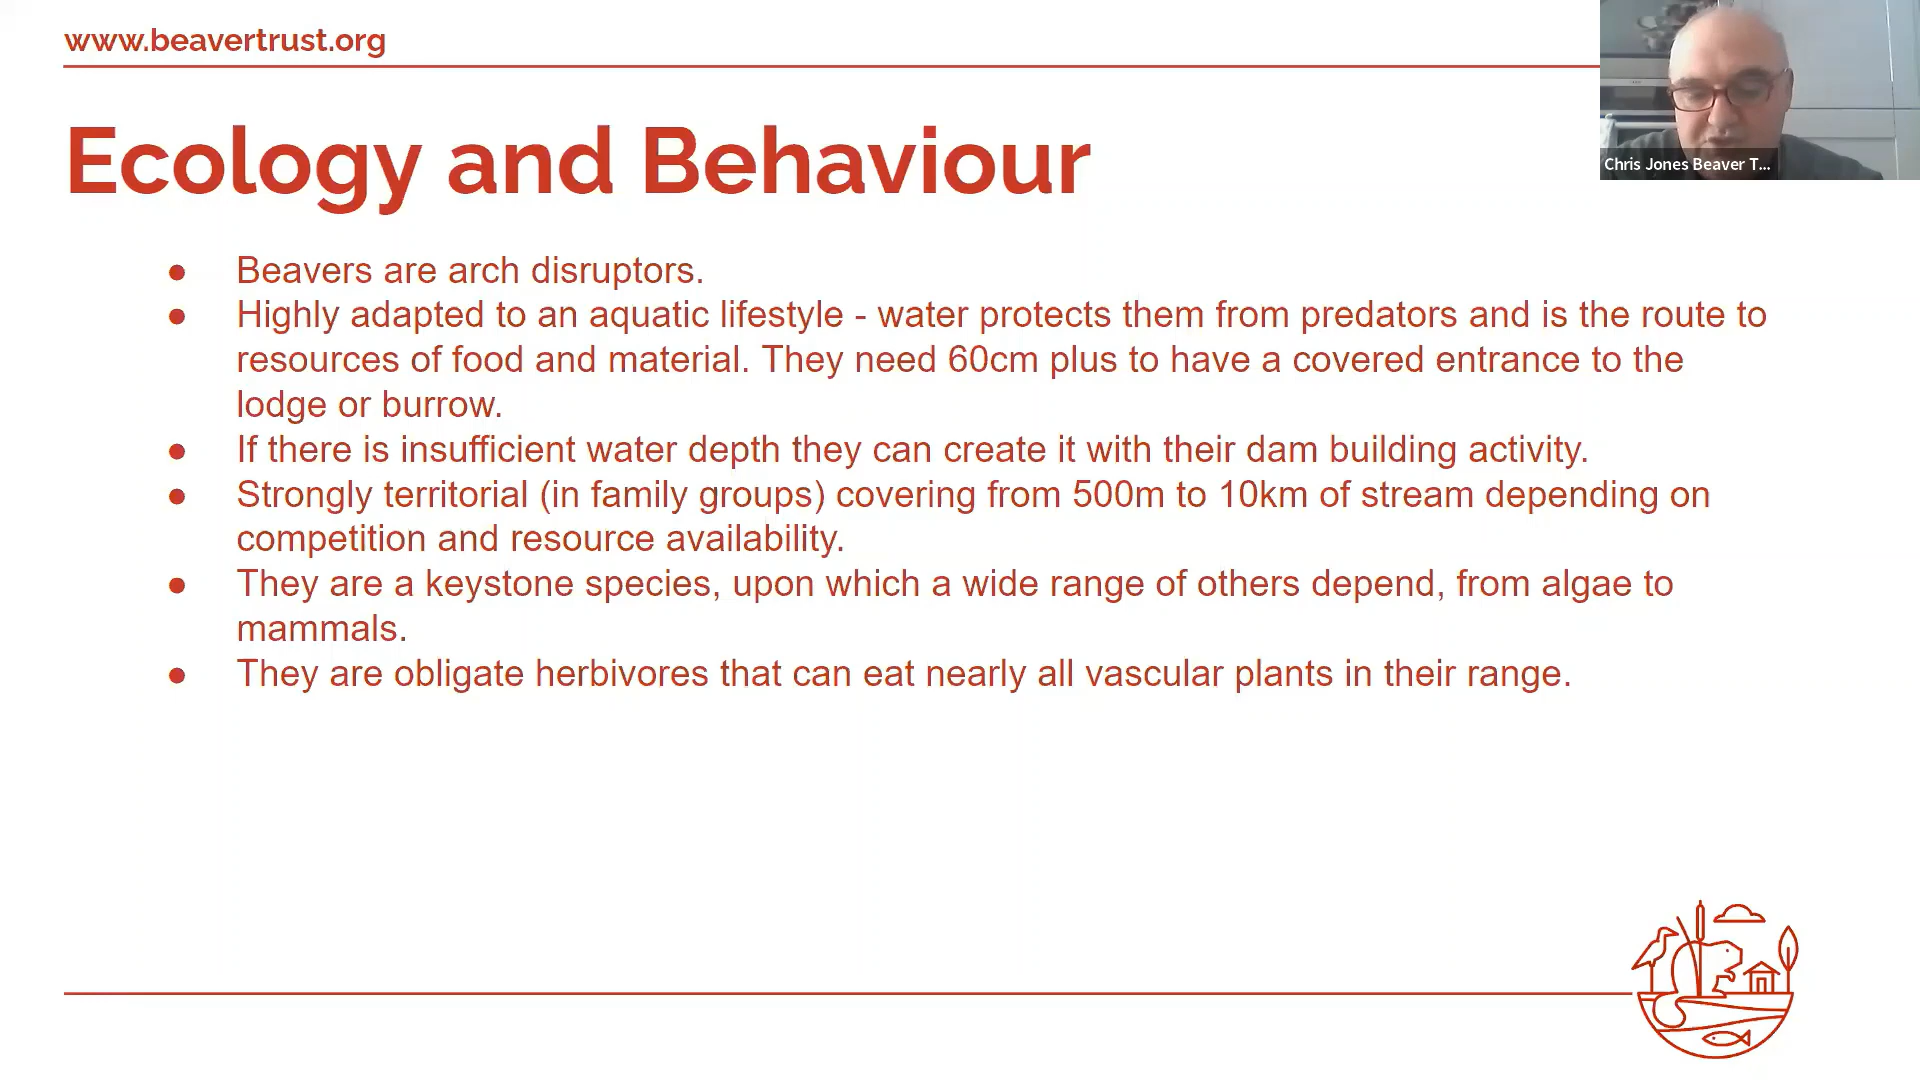 www.beavertrust.org
Chris Jones Beaver T...
Ecology and Behaviour
● Beavers are arch disruptors.
● Highly adapted to an aquatic lifestyle - water protects them from predators and is the route to
resources of food and material. They need 60cm plus to have a covered entrance to the
lodge or burrow.
● If there is insufficient water depth they can create it with their dam building activity.
● Strongly territorial (in family groups) covering from 500m to 10km of stream depending on
competition and resource availability.
● They are a keystone species, upon which a wide range of others depend, from algae to
mammals.
● They are obligate herbivores that can eat nearly all vascular plants in their range.